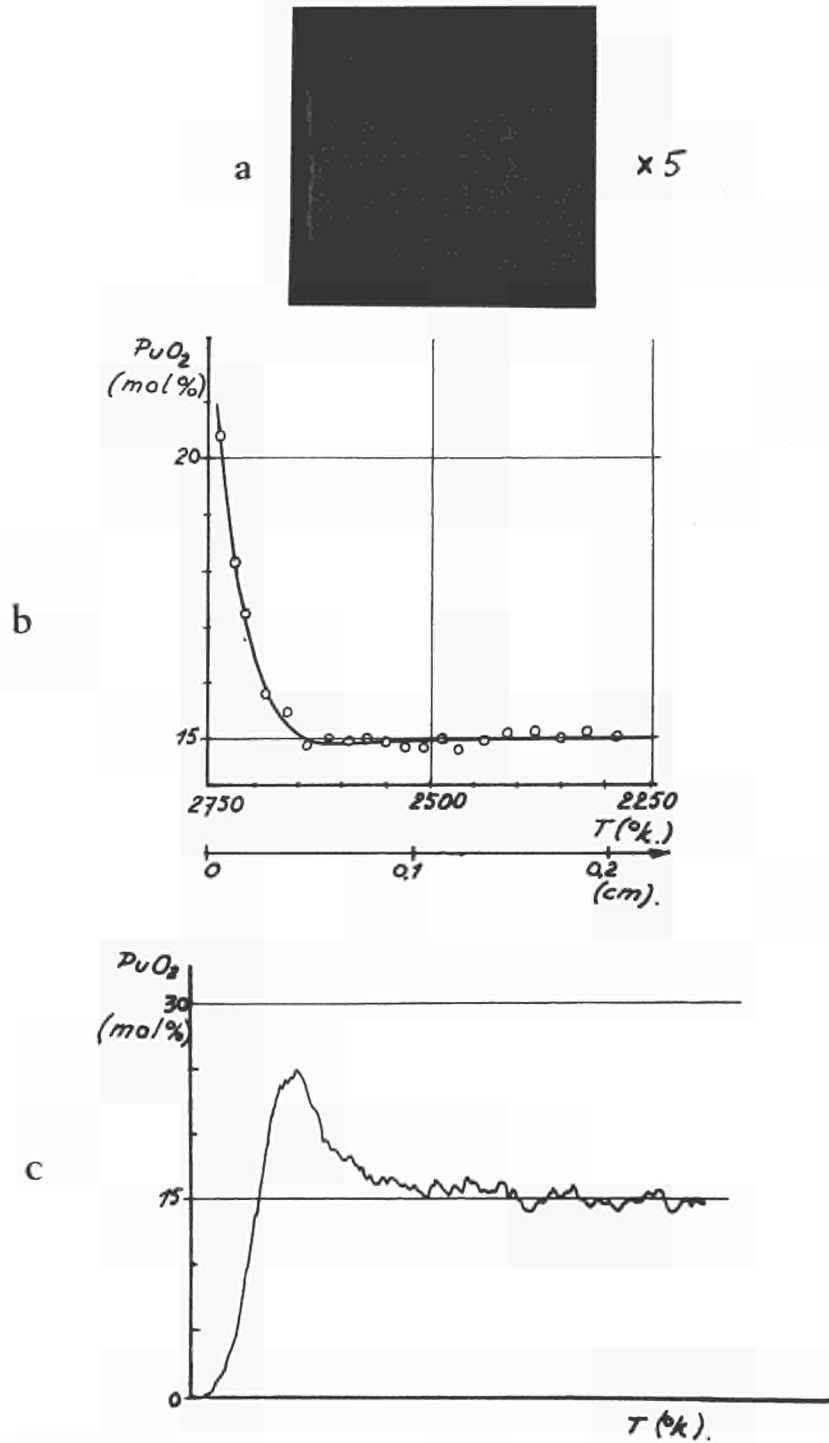 a
× 5
PuO₂
(mol%)
20
15
2750 2500 2250
T (°k.)
0 0,1 0,2
(cm).
b
PuO₂
30
(mol%)
15
0
T (°k).
c